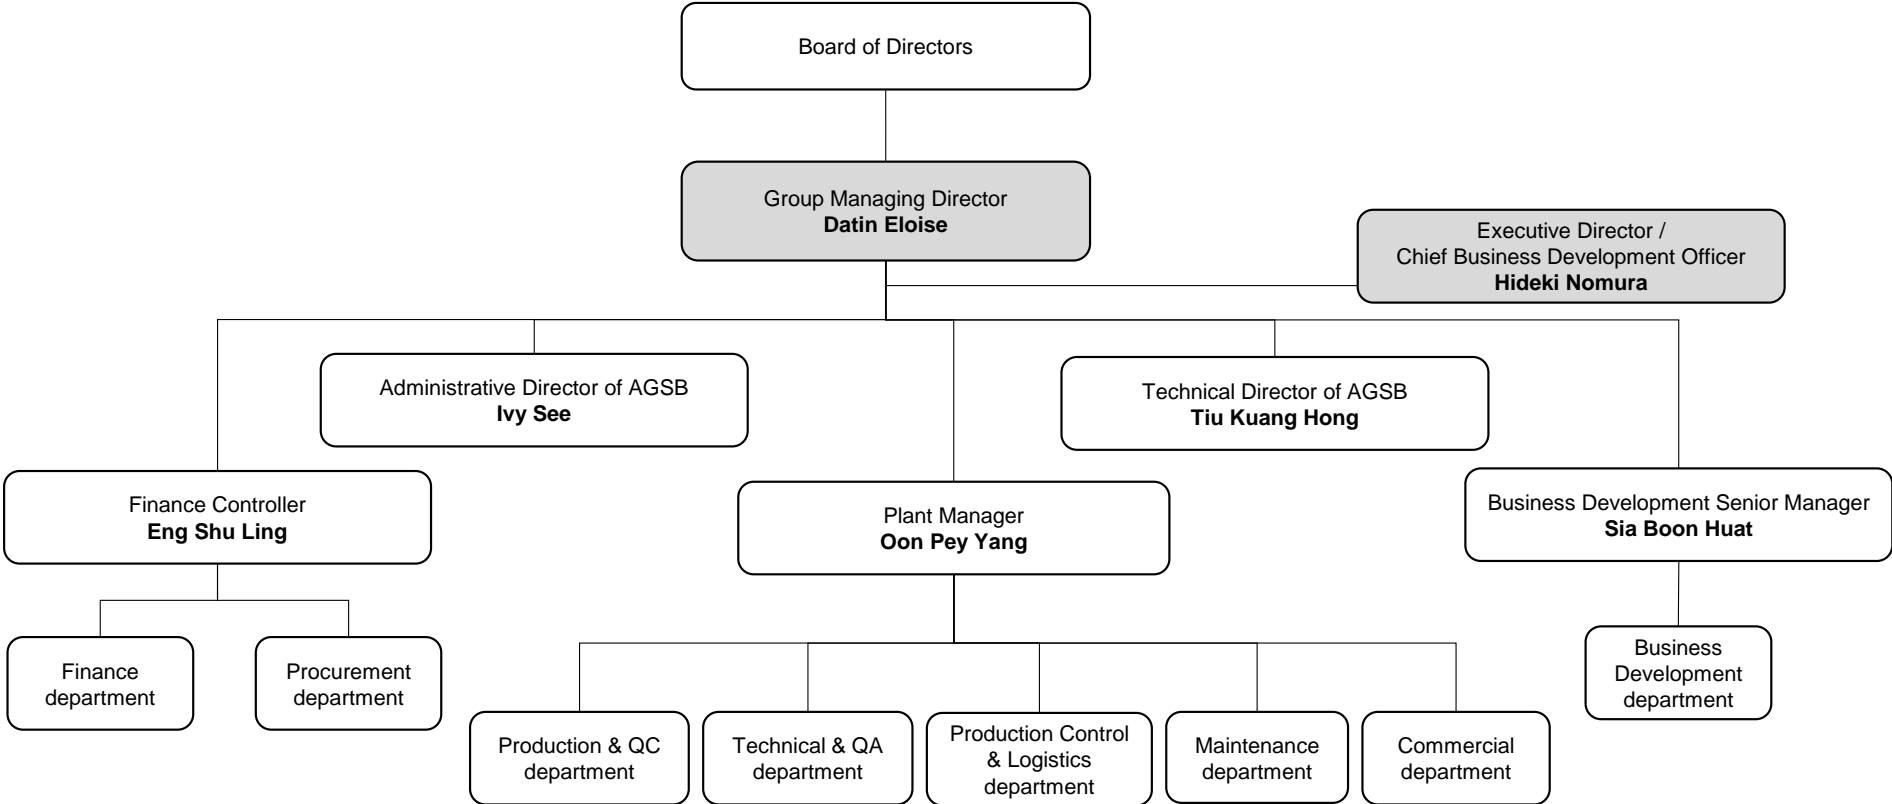 Board of Directors
Group Managing Director
Datin Eloise
Executive Director /
Chief Business Development Officer
Hideki Nomura
Administrative Director of AGSB
Ivy See
Technical Director of AGSB
Tiu Kuang Hong
Finance Controller
Eng Shu Ling
Plant Manager
Oon Pey Yang
Business Development Senior Manager
Sia Boon Huat
Finance
department
Procurement
department
Business
Development
department
Production & QC
department
Technical & QA
department
Production Control
& Logistics
department
Maintenance
department
Commercial
department